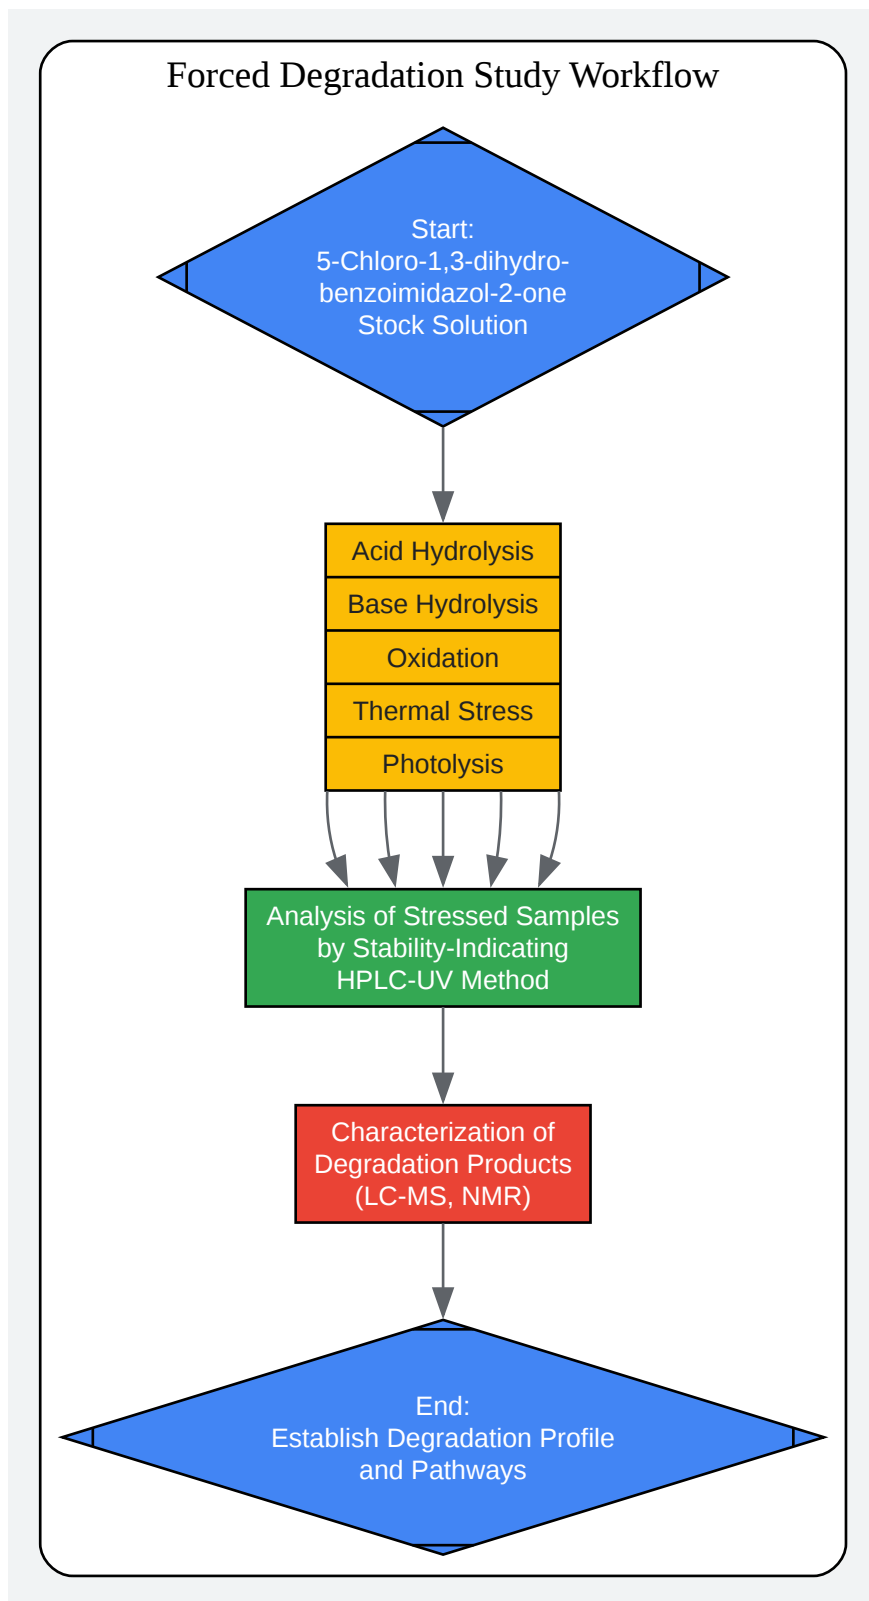 Forced Degradation Study Workflow
Start:
5-Chloro-1,3-dihydro-
benzoimidazol-2-one
Stock Solution
Acid Hydrolysis
Base Hydrolysis
Oxidation
Thermal Stress
Photolysis
Analysis of Stressed Samples
by Stability-Indicating
HPLC-UV Method
Characterization of
Degradation Products
(LC-MS, NMR)
End:
Establish Degradation Profile
and Pathways